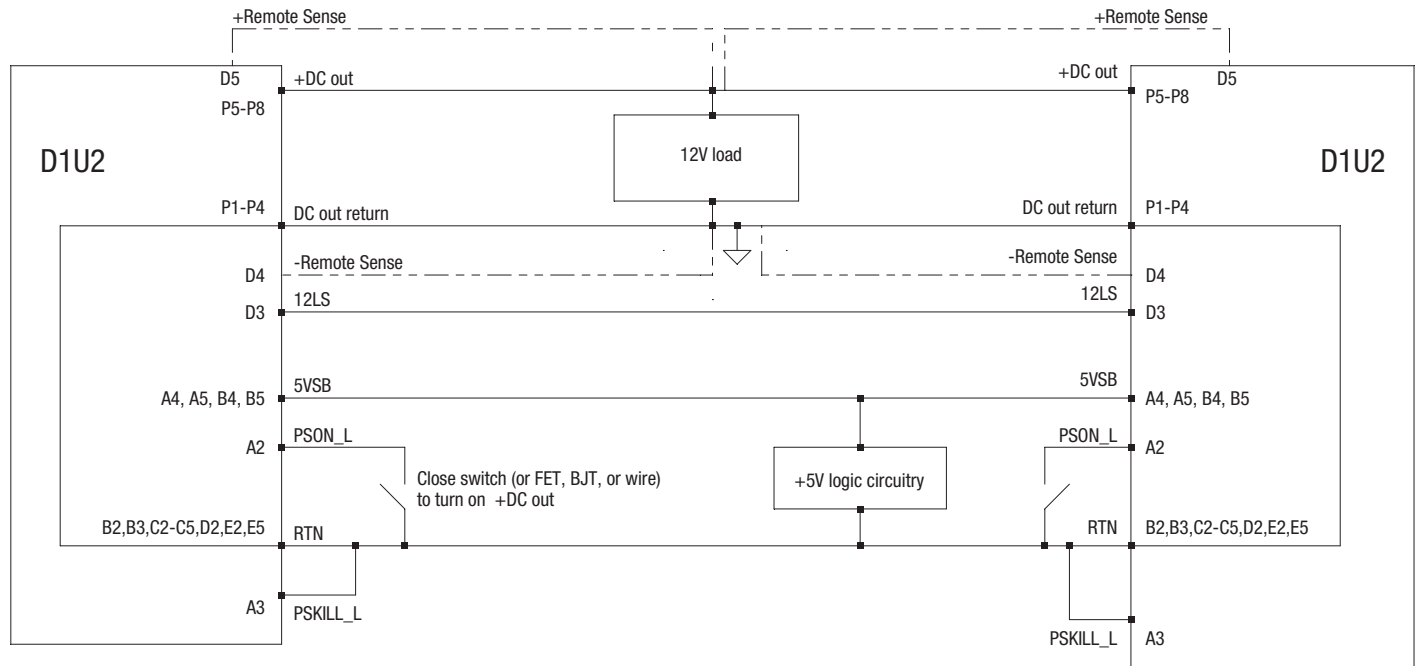 +Remote Sense
+Remote Sense
D5
+DC out
+DC out
D5
P5-P8
P5-P8
D1U2
12V load
D1U2
P1-P4
DC out return
DC out return
P1-P4
D4
-Remote Sense
-Remote Sense
D4
12LS
12LS
D3
D3
5VSB
5VSB
A4, A5, B4, B5
A4, A5, B4, B5
A2
PSON_L
PSON_L
A2
Close switch (or FET, BJT, or wire)
to turn on +DC out
+5V logic circuitry
B2,B3,C2-C5,D2,E2,E5
RTN
RTN
B2,B3,C2-C5,D2,E2,E5
A3
PSKILL_L
PSKILL_L
A3